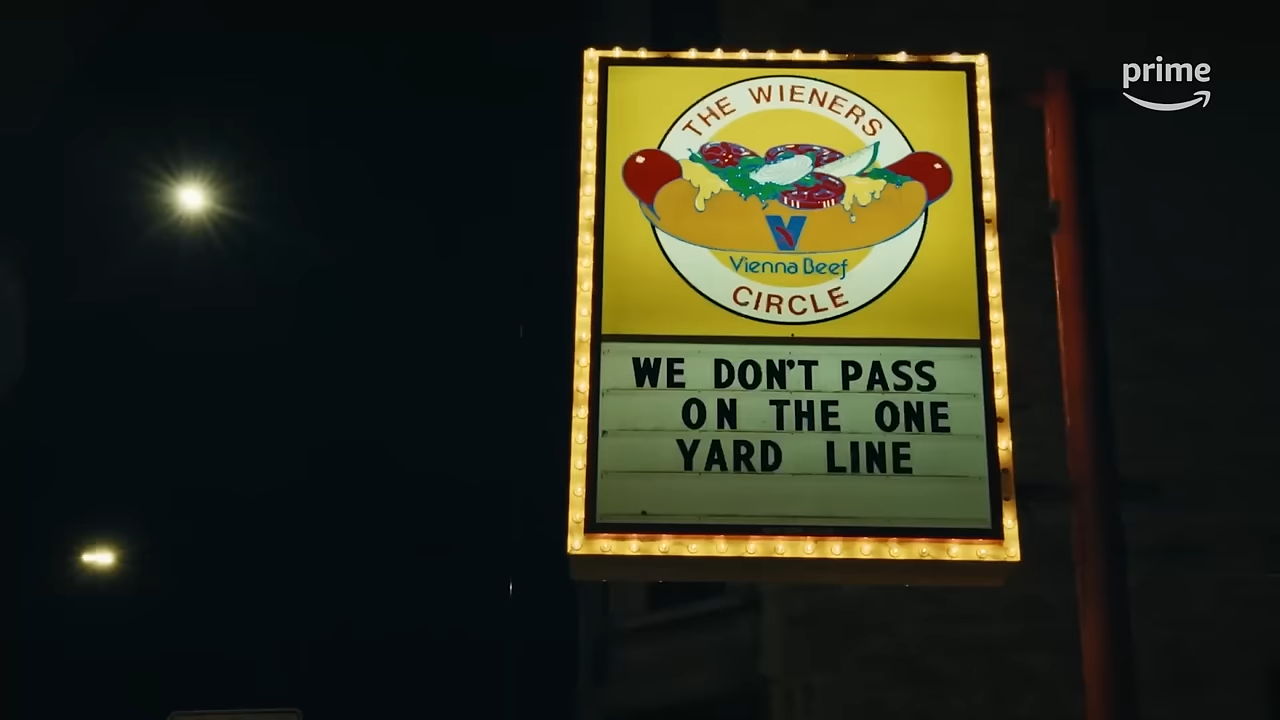 prime
THE WIENERS
V
Vienna Beef
CIRCLE
WE DON'T PASS
ON THE ONE
YARD LINE